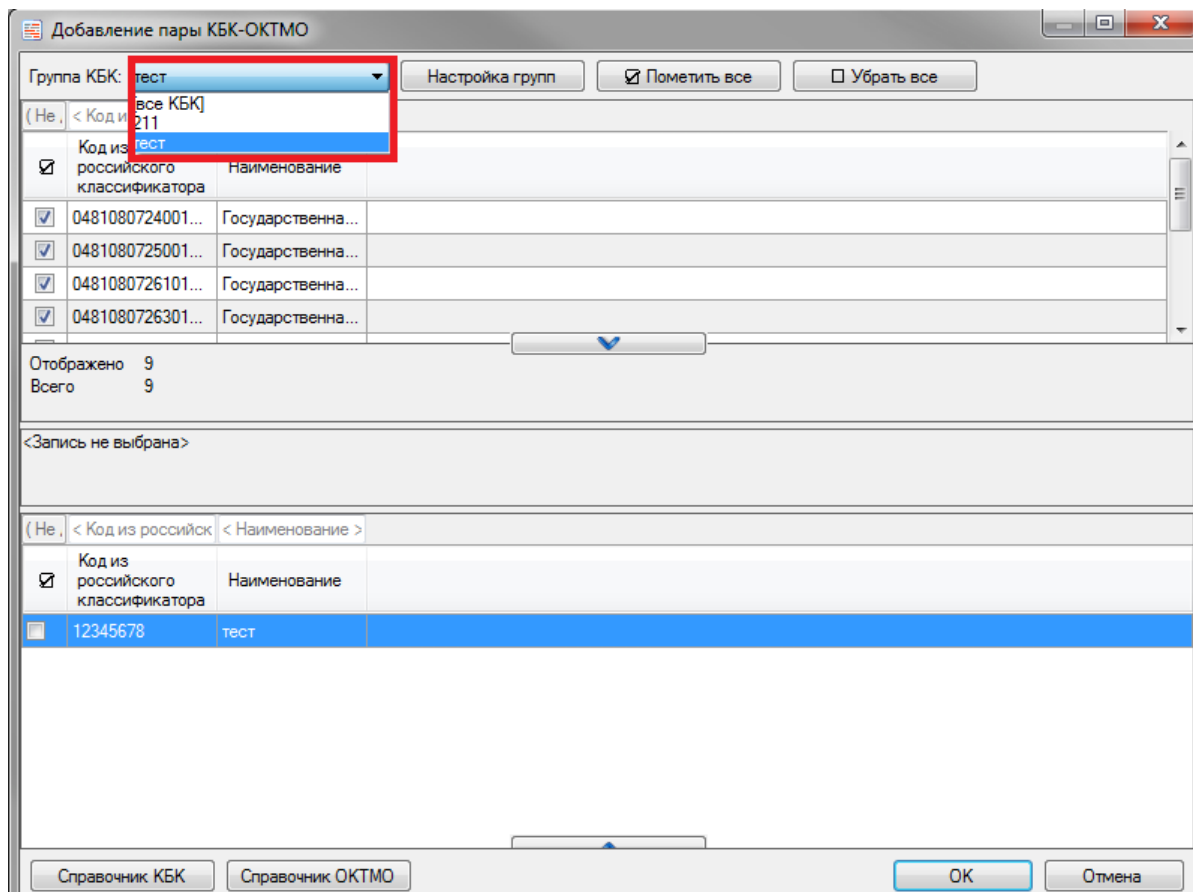 Добавление пары КБК-ОКТМО
Группа КБК: тест Настройка групп Пометить все Убрать все
[все КБК]
211
тест
( Не , < Код и
Код из российского классификатора Наименование
0481080724001... Государственна...
0481080725001... Государственна...
0481080726101... Государственна...
0481080726301... Государственна...
Отображено 9
Всего 9
<Запись не выбрана>
( Не , < Код из российск < Наименование >
Код из
российского Наименование
классификатора
12345678 тест
Справочник КБК Справочник ОКТМО OK Отмена